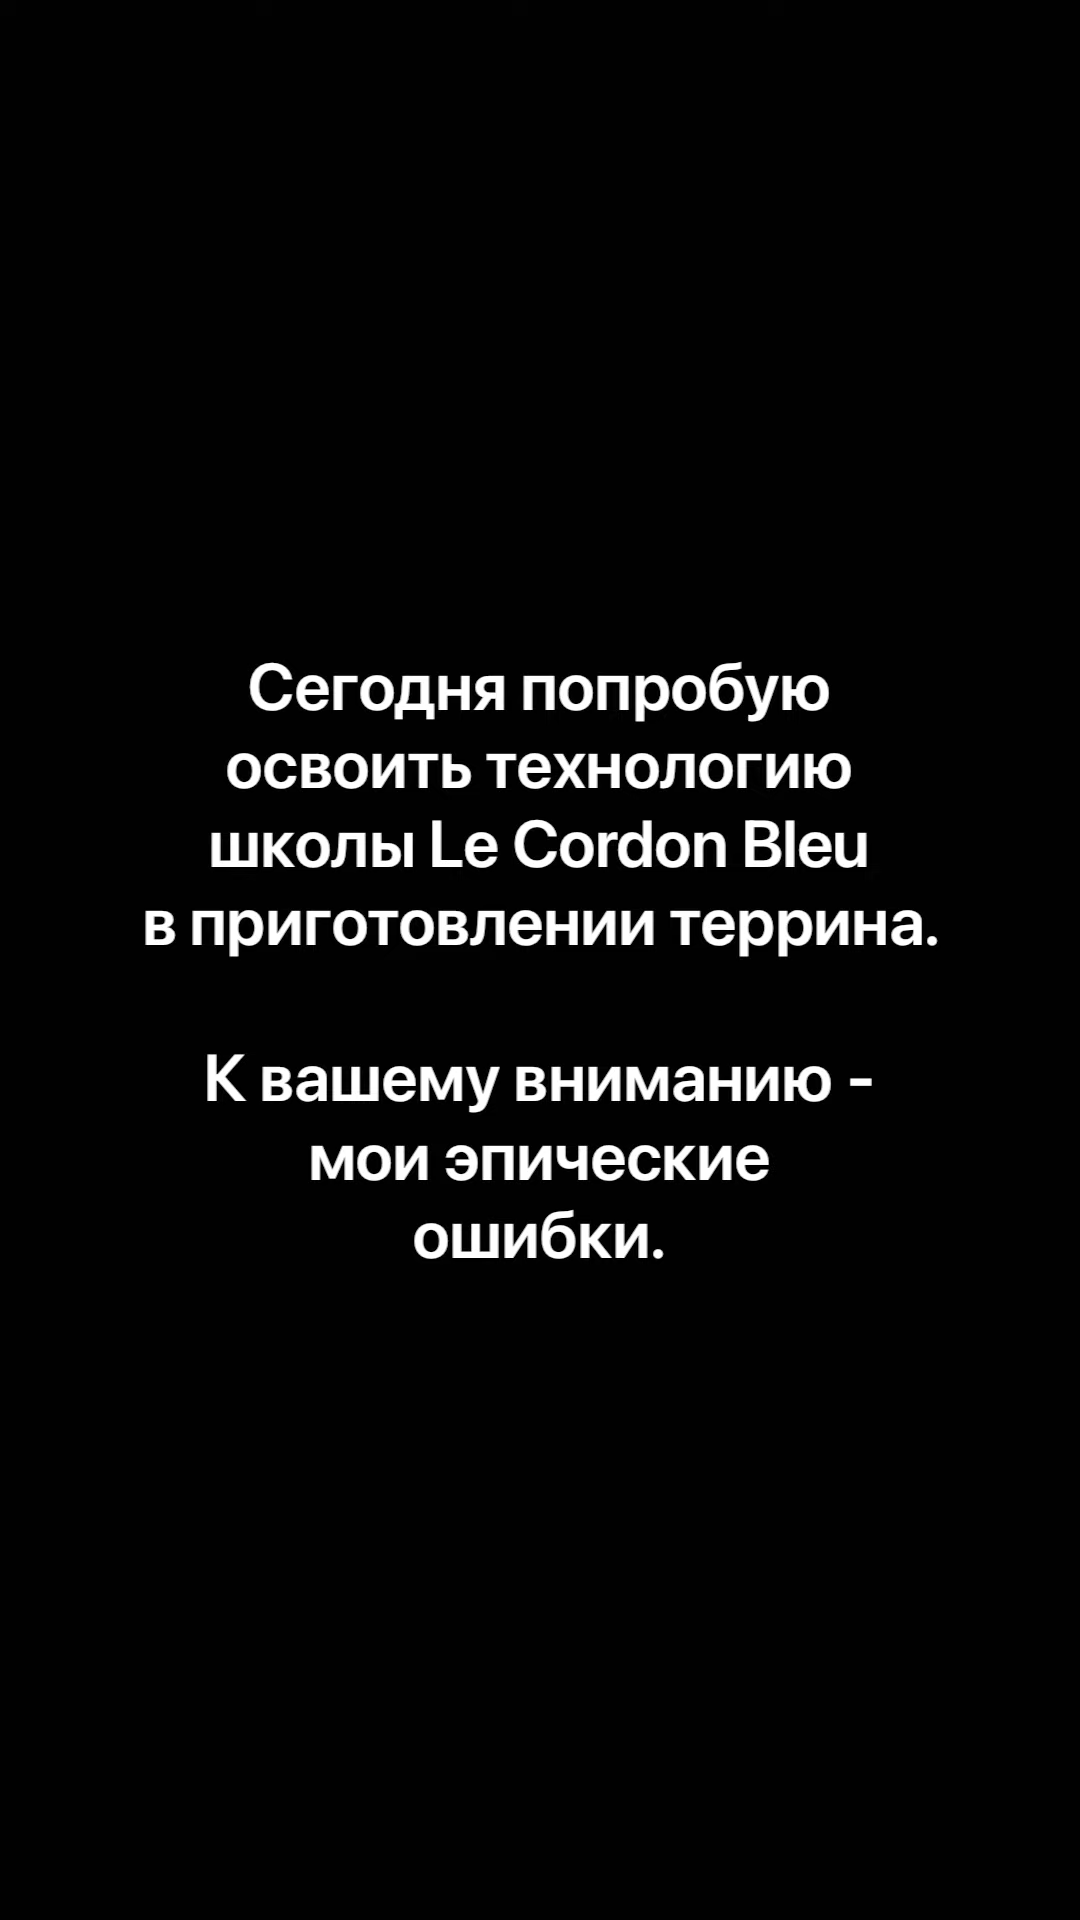 Сегодня попробую
освоить технологию
школы Le Cordon Bleu
в приготовлении террина.
К вашему вниманию -
мои эпические
ошибки.